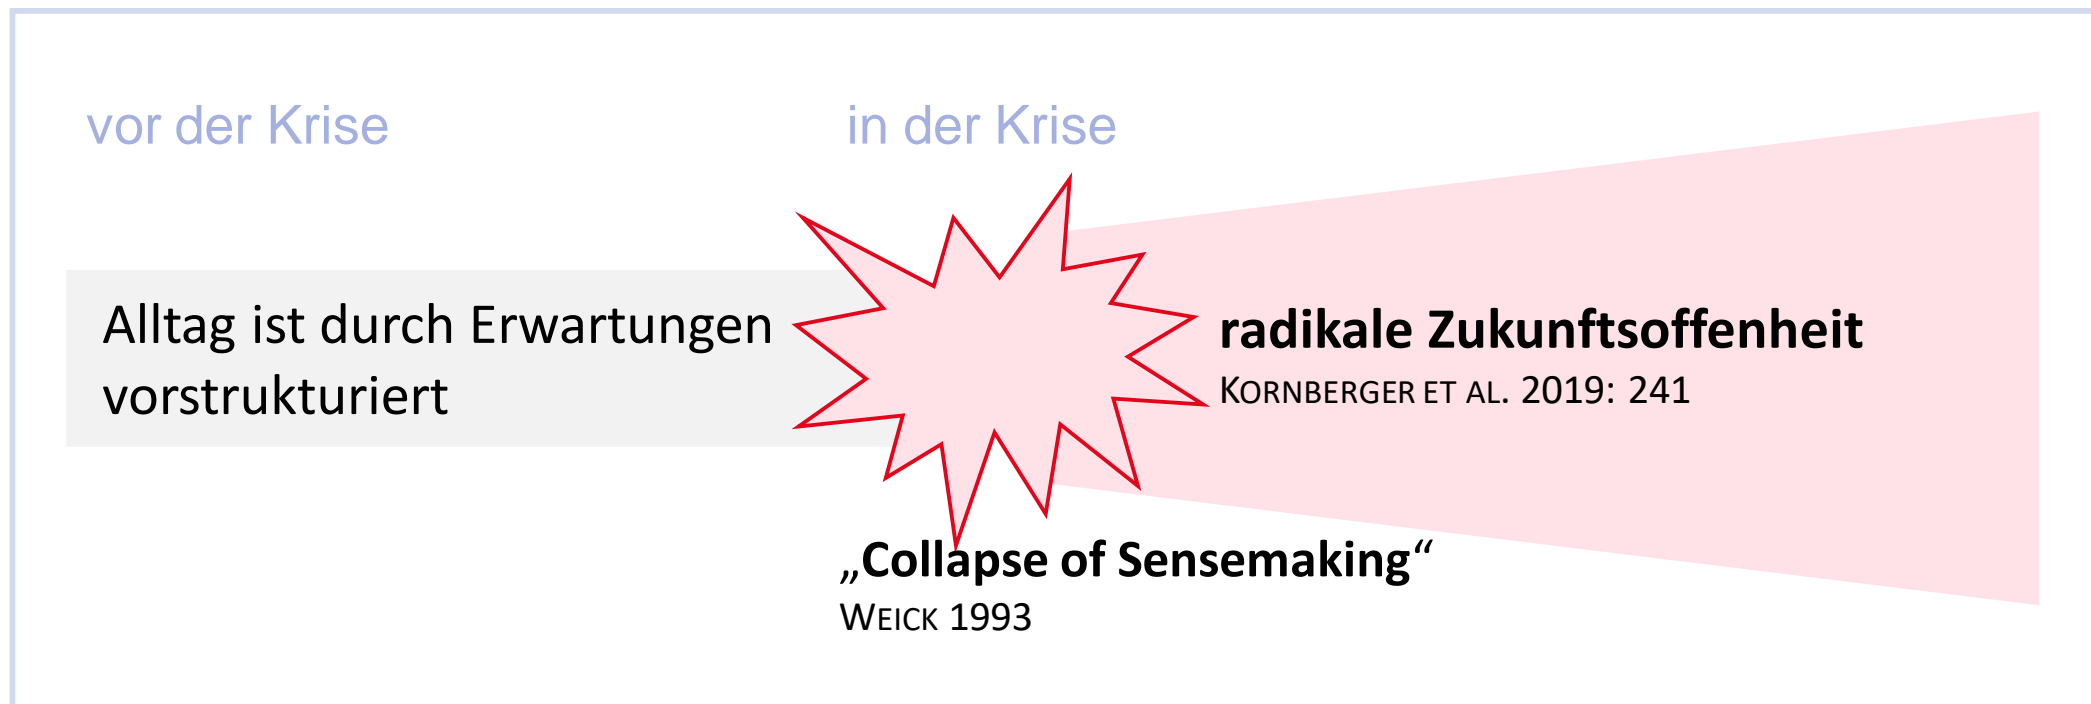 vor der Krise
in der Krise
Alltag ist durch Erwartungen
vorstrukturiert
radikale Zukunftsoffenheit
KORNBERGER ET AL. 2019: 241
„Collapse of Sensemaking“
WEICK 1993